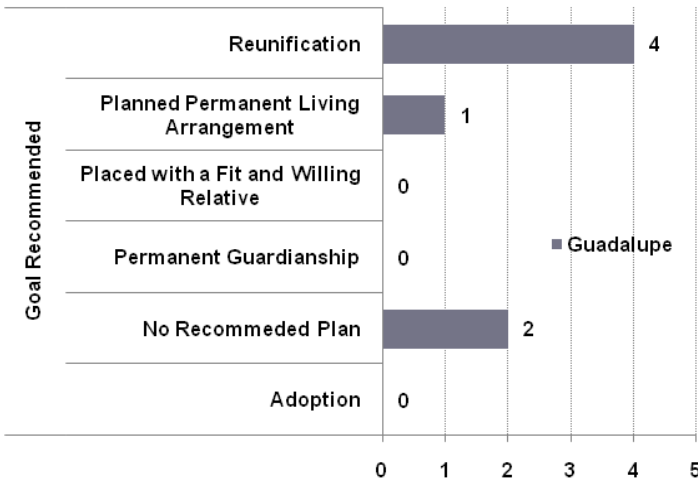 Goal Recommended
Reunification
4
Planned Permanent Living
Arrangement
1
Placed with a Fit and Willing
Relative
0
Permanent Guardianship
0
Guadalupe
No Recommeded Plan
2
Adoption
0
0 1 2 3 4 5